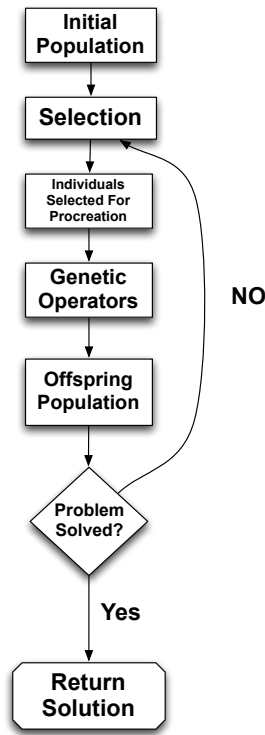 Initial
Population
Selection
Individuals
Selected For
Procreation
Genetic
Operators
NO
Offspring
Population
Problem
Solved?
Yes
Return
Solution